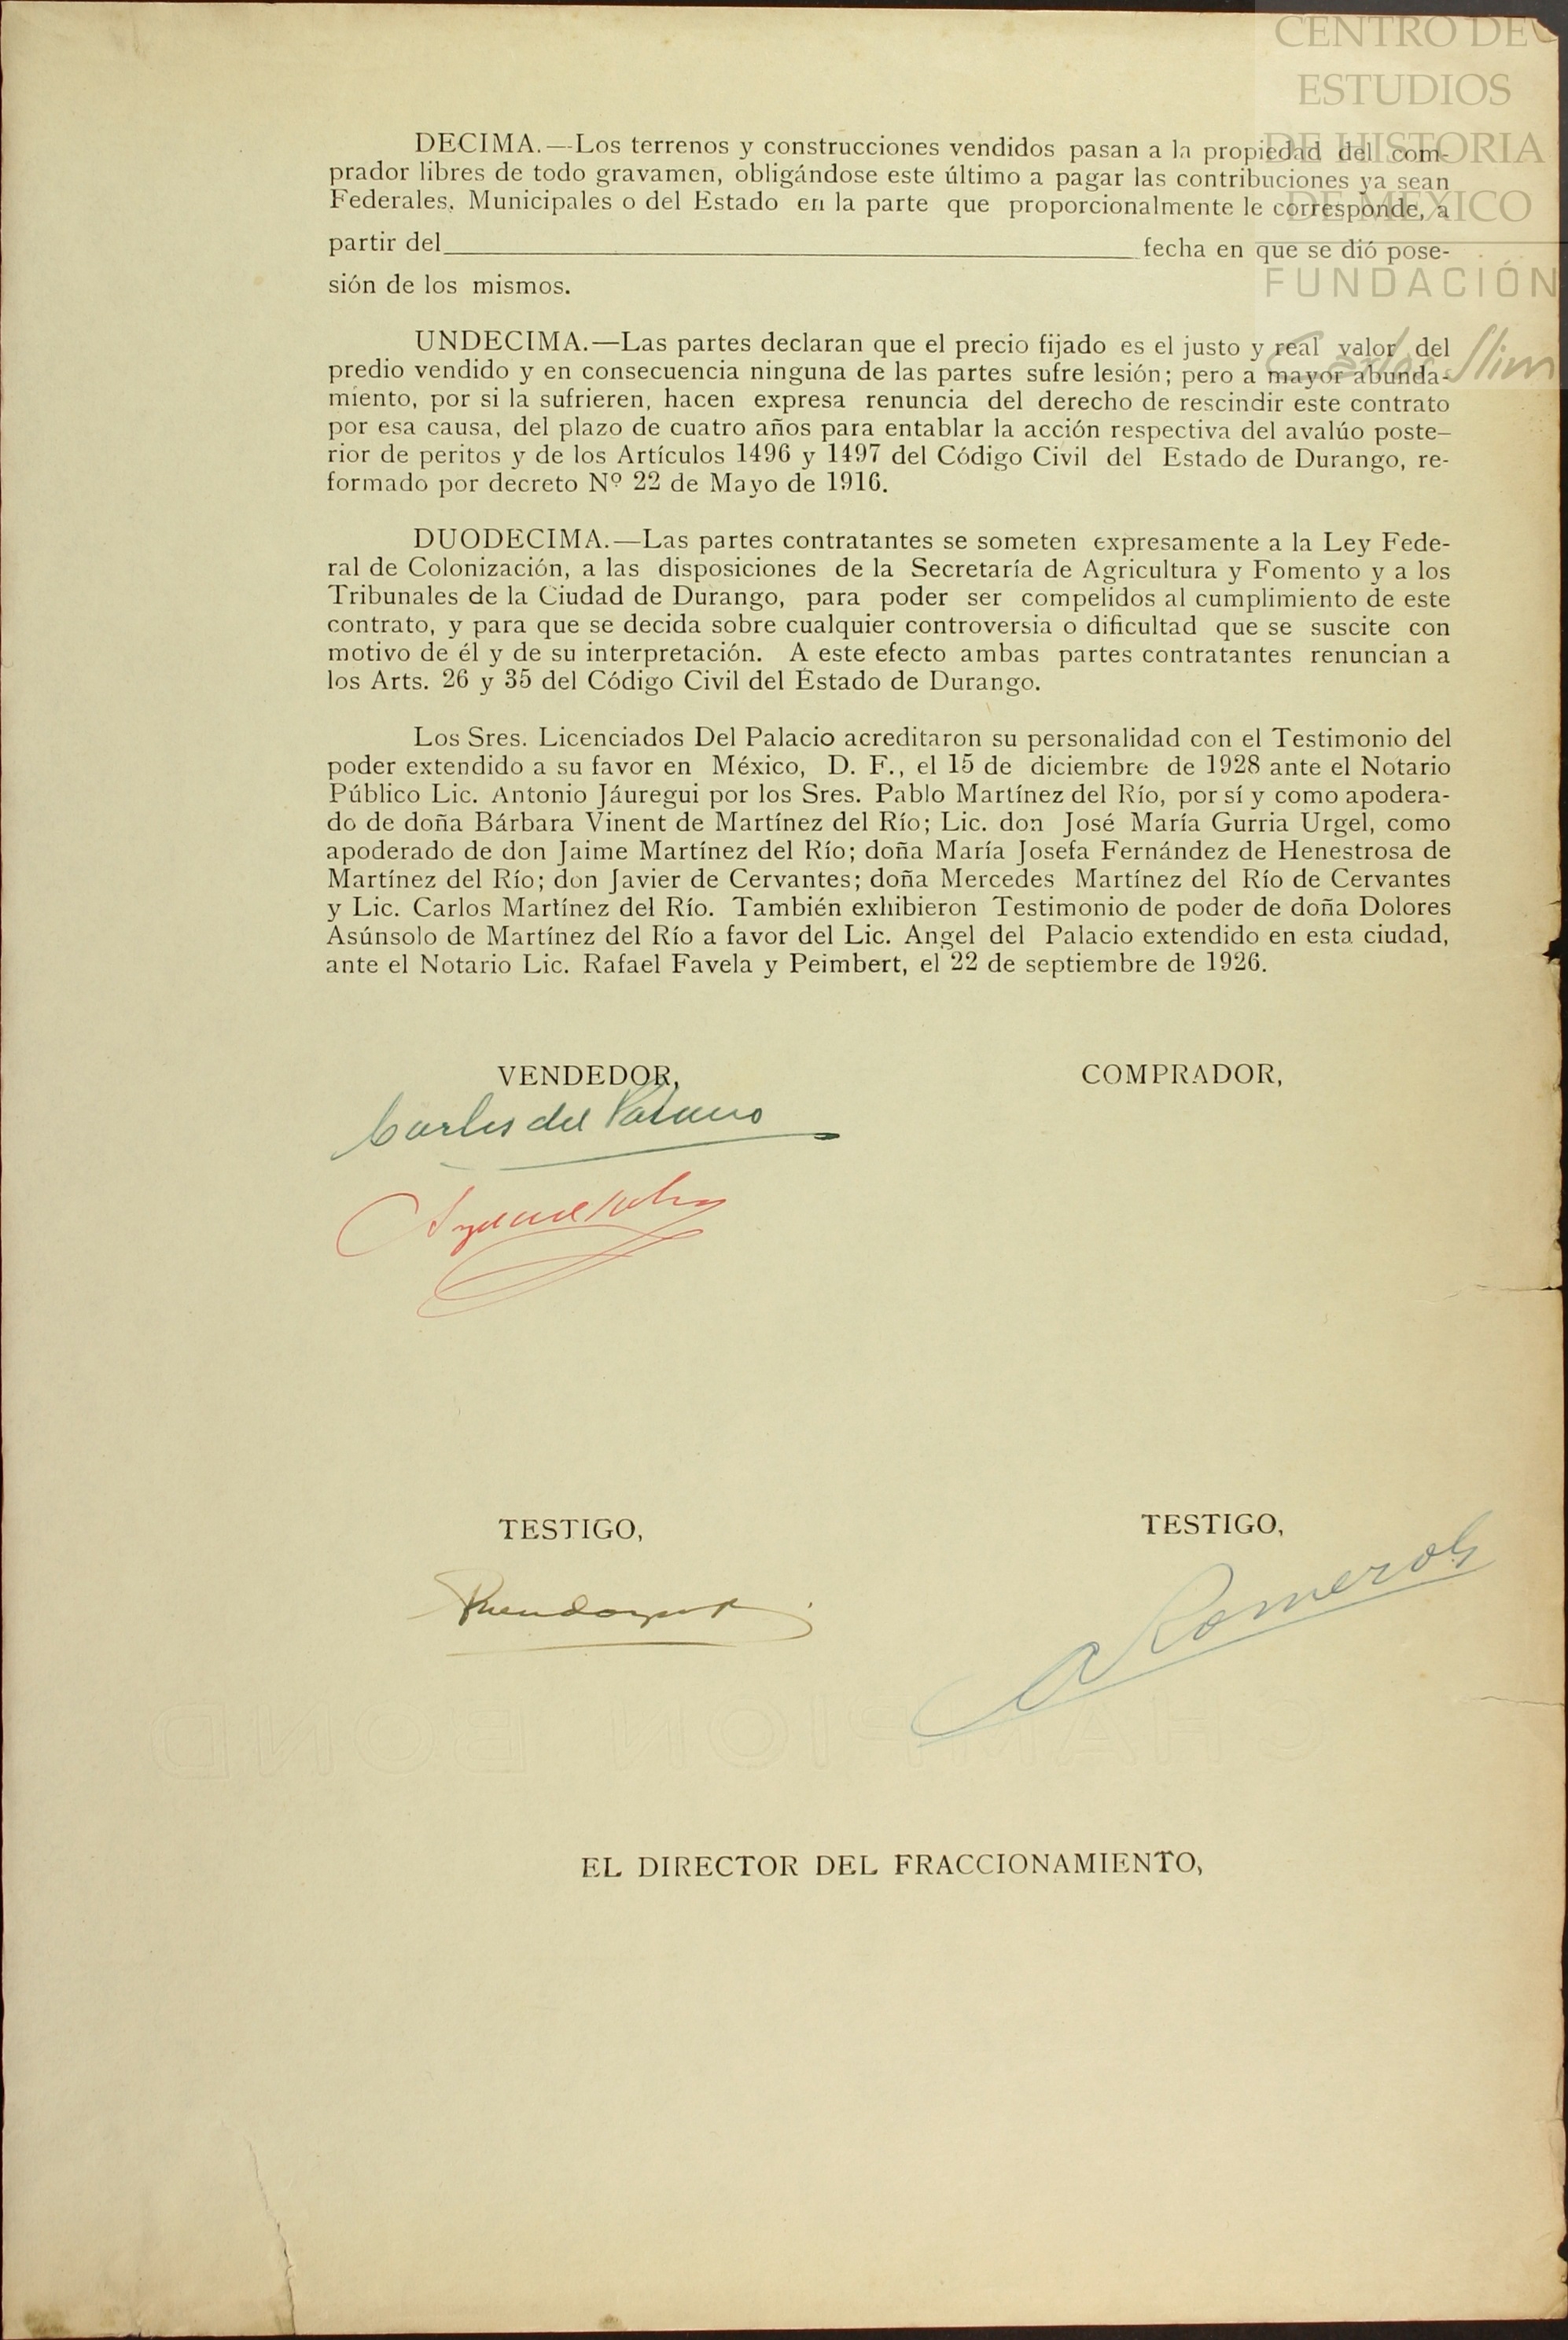 CENTRO DE
ESTUDIOS
DE HISTORIA
DE MÉXICO
FUNDACIÓN
Carlos Slim
DECIMA.—Los terrenos y construcciones vendidos pasan a la propiedad del com-
prador libres de todo gravamen, obligándose este último a pagar las contribuciones ya sean
Federales, Municipales o del Estado en la parte que proporcionalmente le corresponde, a
partir del ______ fecha en que se dió pose-
sión de los mismos.
UNDECIMA.—Las partes declaran que el precio fijado es el justo y real valor del
predio vendido y en consecuencia ninguna de las partes sufre lesión; pero a mayor abunda-
miento, por si la sufrieren, hacen expresa renuncia del derecho de rescindir este contrato
por esa causa, del plazo de cuatro años para entablar la acción respectiva del avalúo poste-
rior de peritos y de los Artículos 1496 y 1497 del Código Civil del Estado de Durango, re-
formado por decreto Nº 22 de Mayo de 1916.
DUODECIMA.—Las partes contratantes se someten expresamente a la Ley Fede-
ral de Colonización, a las disposiciones de la Secretaría de Agricultura y Fomento y a los
Tribunales de la Ciudad de Durango, para poder ser compelidos al cumplimiento de este
contrato, y para que se decida sobre cualquier controversia o dificultad que se suscite con
motivo de él y de su interpretación. A este efecto ambas partes contratantes renuncian a
los Arts. 26 y 35 del Código Civil del Estado de Durango.
Los Sres. Licenciados Del Palacio acreditaron su personalidad con el Testimonio del
poder extendido a su favor en México, D. F., el 15 de diciembre de 1928 ante el Notario
Público Lic. Antonio Jáuregui por los Sres. Pablo Martínez del Río, por sí y como apodera-
do de doña Bárbara Vinent de Martínez del Río; Lic. don José María Gurria Urgel, como
apoderado de don Jaime Martínez del Río; doña María Josefa Fernández de Henestrosa de
Martínez del Río; don Javier de Cervantes; doña Mercedes Martínez del Río de Cervantes
y Lic. Carlos Martínez del Río. También exhibieron Testimonio de poder de doña Dolores
Asúnsolo de Martínez del Río a favor del Lic. Angel del Palacio extendido en esta ciudad,
ante el Notario Lic. Rafael Favela y Peimbert, el 22 de septiembre de 1926.
VENDEDOR,
COMPRADOR,
Carlos del Palacio
Angel del Palacio
TESTIGO,
TESTIGO,
A Romero
CHAMPION BOND
EL DIRECTOR DEL FRACCIONAMIENTO,